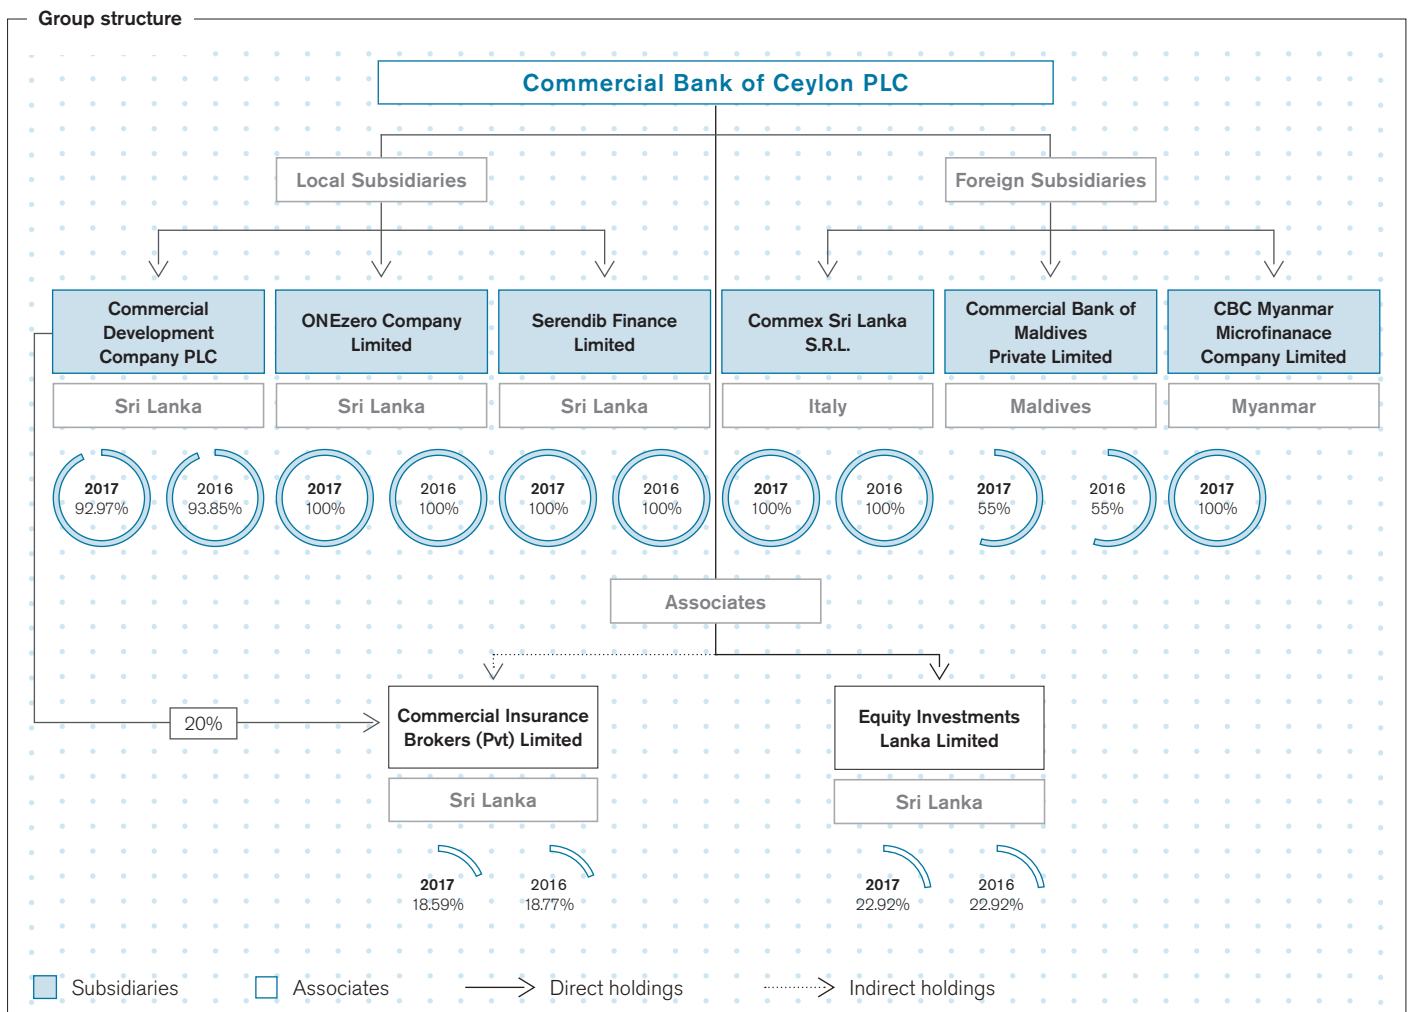 Group structure
Commercial Bank of Ceylon PLC
Local Subsidiaries
Foreign Subsidiaries
Commercial
Development
Company PLC
ONEzero Company
Limited
Serendib Finance
Limited
Commex Sri Lanka
S.R.L.
Commercial Bank of
Maldives
Private Limited
CBC Myanmar
Microfinanace
Company Limited
Sri Lanka
Sri Lanka
Sri Lanka
Italy
Maldives
Myanmar
2017
92.97%
2016
93.85%
2017
100%
2016
100%
2017
100%
2016
100%
2017
100%
2016
100%
2017
55%
2016
55%
2017
100%
Associates
20%
Commercial Insurance
Brokers (Pvt) Limited
Equity Investments
Lanka Limited
Sri Lanka
Sri Lanka
2017
18.59%
2016
18.77%
2017
22.92%
2016
22.92%
Subsidiaries
Associates
Direct holdings
Indirect holdings